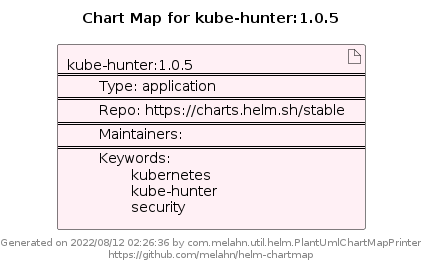 Chart Map for kube-hunter:1.0.5
kube-hunter:1.0.5
Type: application
Repo: https://charts.helm.sh/stable
Maintainers:
Keywords:
kubernetes
kube-hunter
security
Generated on 2022/08/12 02:26:36 by com.melahn.util.helm.PlantUmlChartMapPrinter
https://github.com/melahn/helm-chartmap